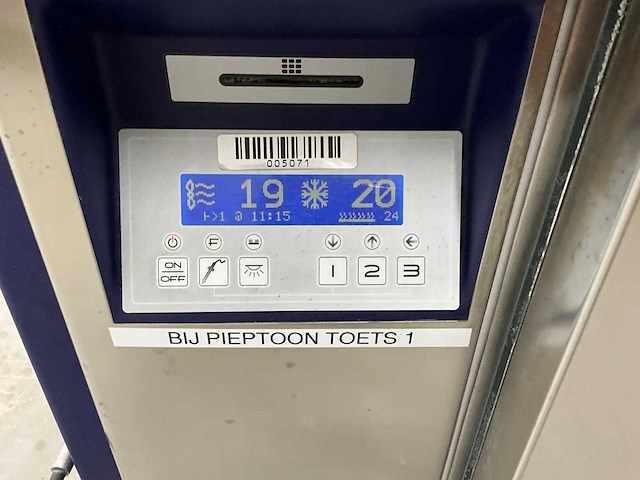 005071
19 20
1 @ 11:15 24
F
ON
OFF
1 2 3
BIJ PIEPTOON TOETS 1